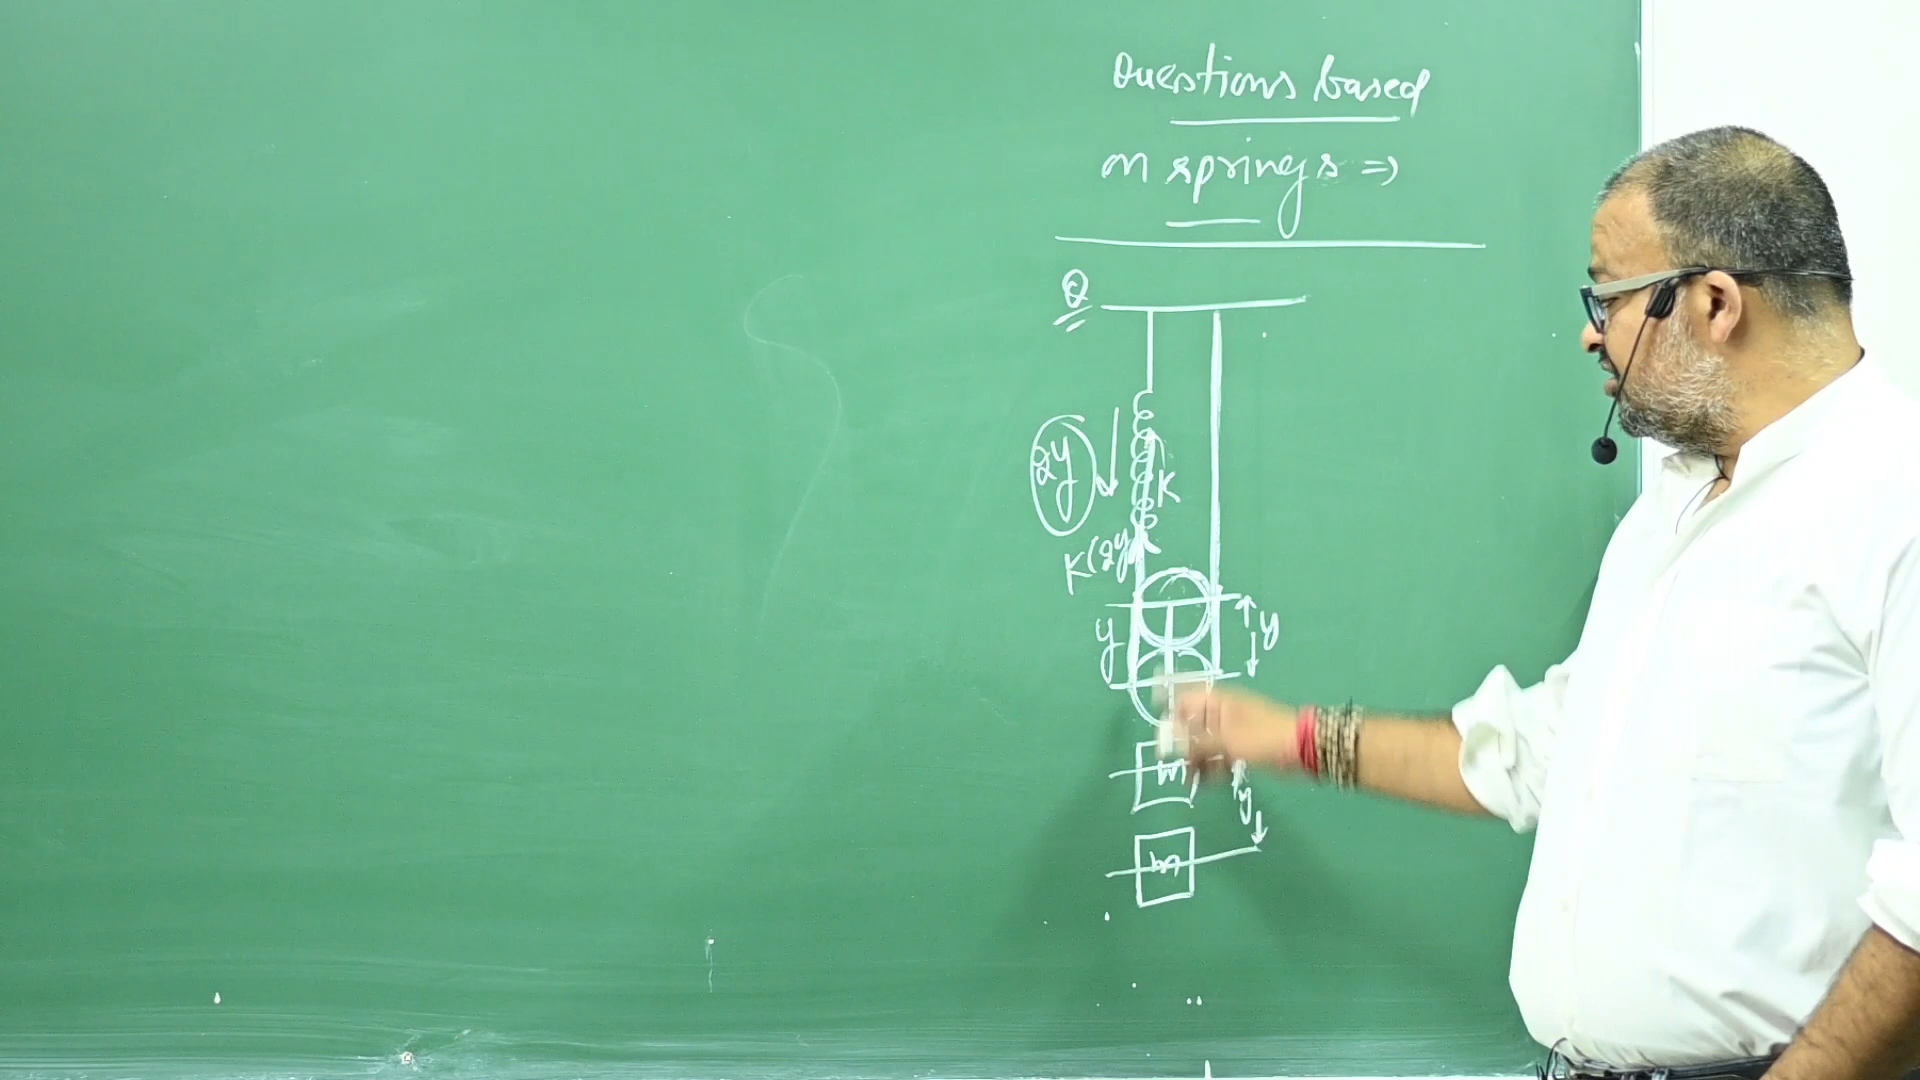 Questions based
on springs ⇒
Q
2y
K
K(2y)
y
y
m
y
m